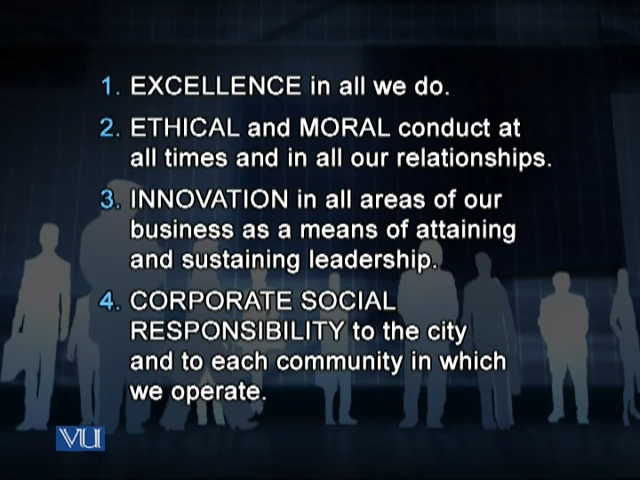 1. EXCELLENCE in all we do.
2. ETHICAL and MORAL conduct at
all times and in all our relationships.
3. INNOVATION in all areas of our
business as a means of attaining
and sustaining leadership.
4. CORPORATE SOCIAL
RESPONSIBILITY to the city
and to each community in which
we operate.
VU